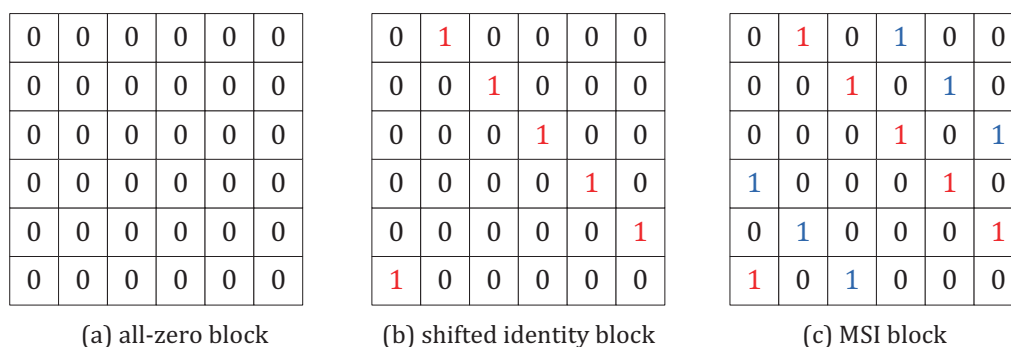 0 0 0 0 0 0 0 1 0 0 0 0 0 1 0 1 0 0
0 0 0 0 0 0 0 0 1 0 0 0 0 0 1 0 1 0
0 0 0 0 0 0 0 0 0 1 0 0 0 0 0 1 0 1
0 0 0 0 0 0 0 0 0 0 1 0 1 0 0 0 1 0
0 0 0 0 0 0 0 0 0 0 0 1 0 1 0 0 0 1
0 0 0 0 0 0 1 0 0 0 0 0 1 0 1 0 0 0
(a) all-zero block (b) shifted identity block (c) MSI block